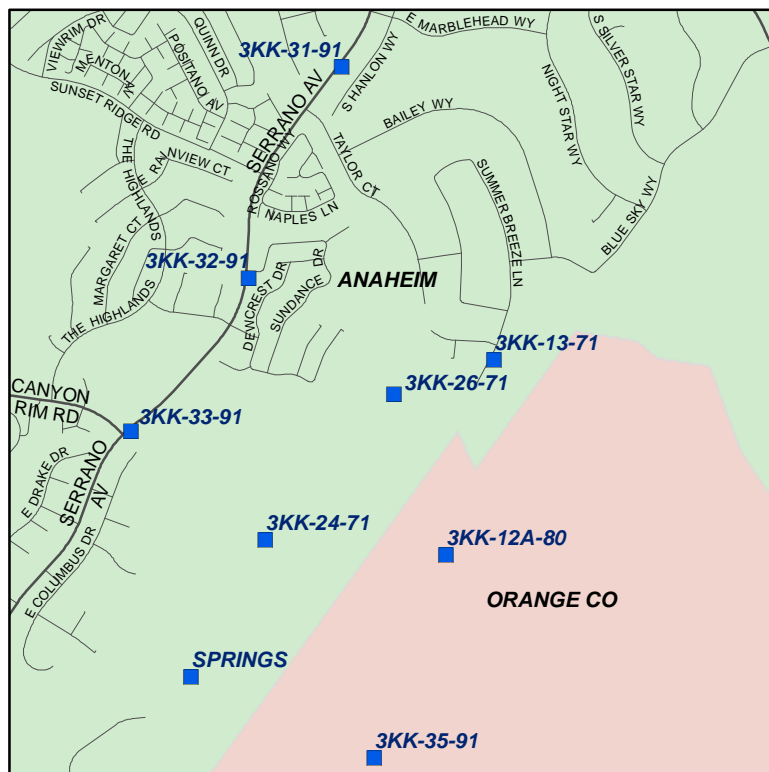 E MARBLEHEAD WY
S SILVER STAR WY
VIEWRIM DR
QUINN DR
POSITANO AV
MENTON AV
3KK-31-91
S HANLON WY
NIGHT STAR WY
SUNSET RIDGE RD
SERRANO AV
BAILEY WY
TAYLOR CT
THE HIGHLANDS
E RAI
NVIEW CT
ROSSANO WY
SUMMER BREEZE LN
NAPLES LN
BLUE SKY WY
MARGARET CT
3KK-32-91
ANAHEIM
DEWCREST DR
SUNDANCE DR
THE HIGHLANDS
3KK-13-71
3KK-26-71
CANYON
RIM RD
3KK-33-91
E DRAKE DR
SERRANO
AV
3KK-24-71
3KK-12A-80
E COLUMBUS DR
ORANGE CO
SPRINGS
3KK-35-91